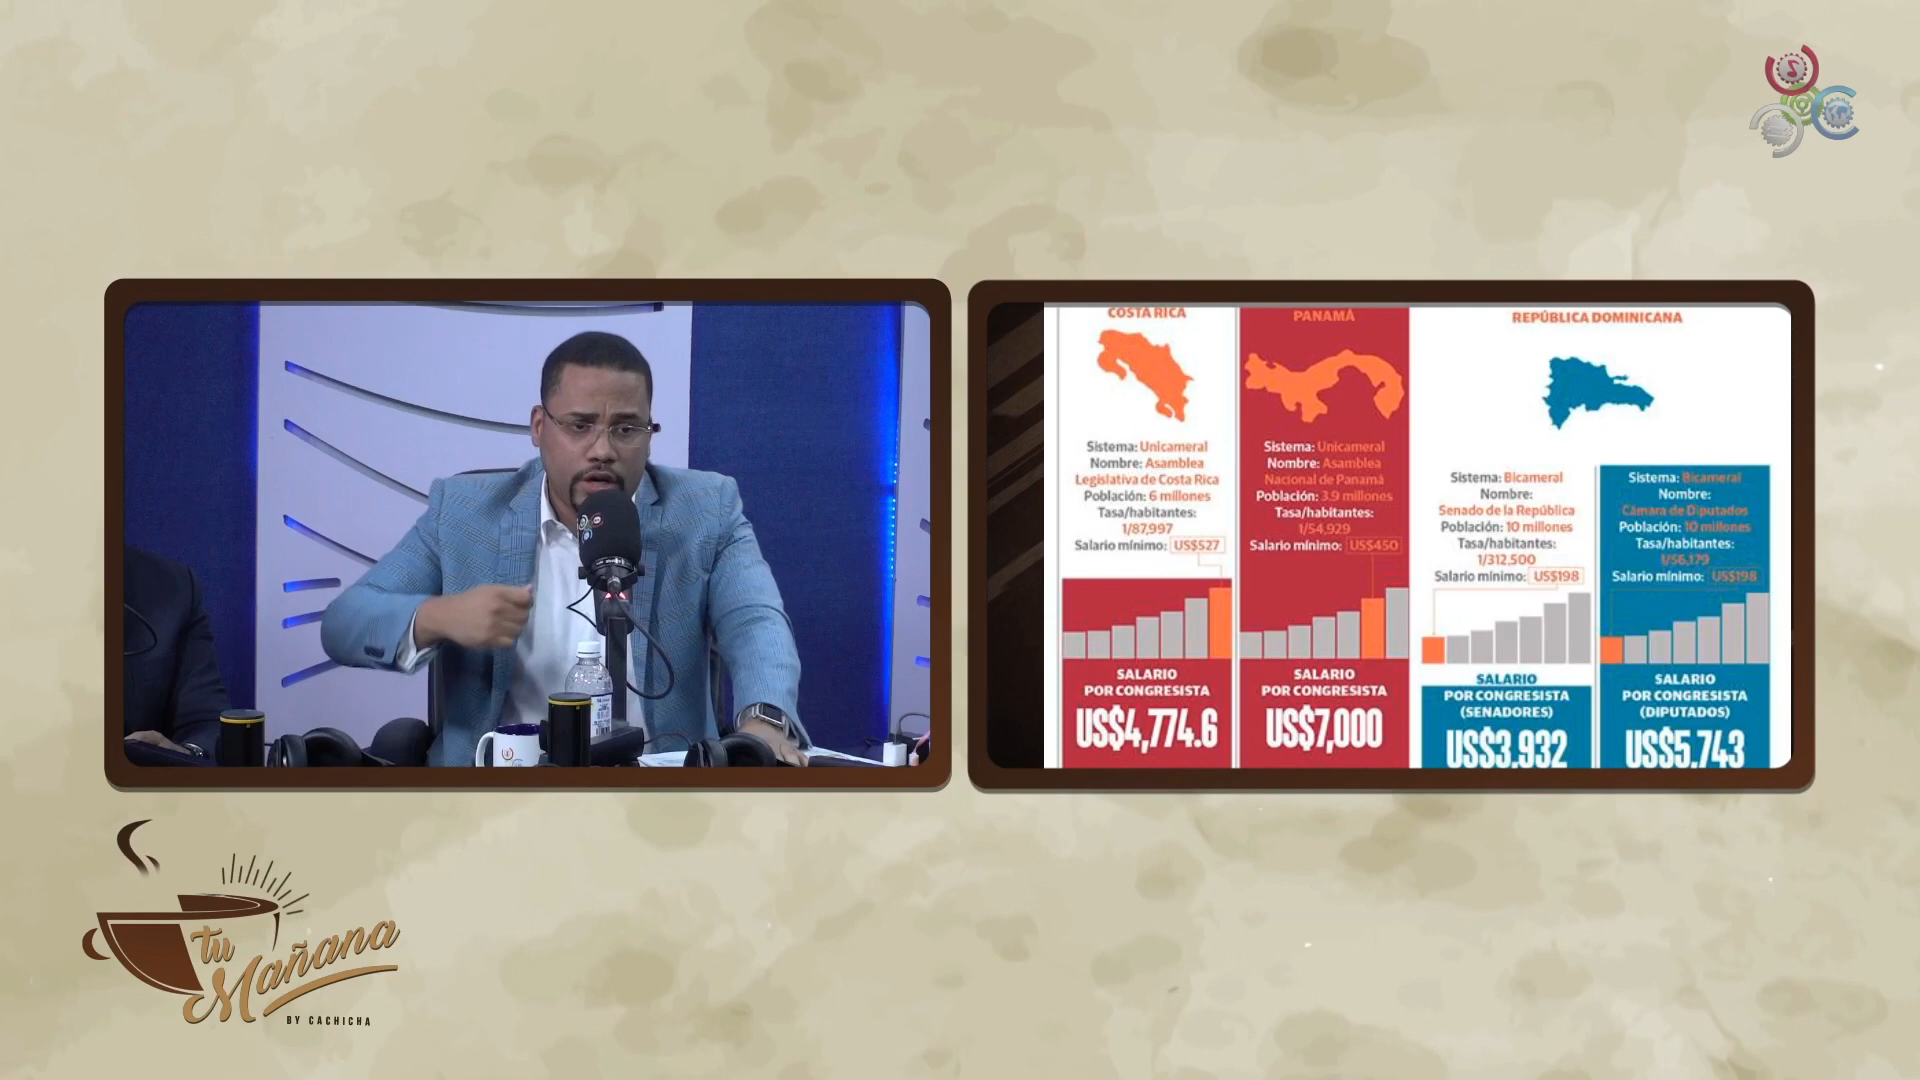 COSTA RICA
Sistema: Unicameral
Nombre: Asamblea
Legislativa de Costa Rica
Población: 6 millones
Tasa/habitantes:
1/87,997
Salario mínimo: US$527
SALARIO
POR CONGRESISTA
US$4,774.6
PANAMÁ
Sistema: Unicameral
Nombre: Asamblea
Nacional de Panamá
Población: 3.9 millones
Tasa/habitantes:
1/54,929
Salario mínimo: US$450
SALARIO
POR CONGRESISTA
US$7,000
REPÚBLICA DOMINICANA
Sistema: Bicameral
Nombre:
Senado de la República
Población: 10 millones
Tasa/habitantes:
1/312,500
Salario mínimo: US$198
SALARIO
POR CONGRESISTA
(SENADORES)
US$3,932
Sistema: Bicameral
Nombre:
Cámara de Diputados
Población: 10 millones
Tasa/habitantes:
1/56,179
Salario mínimo: US$198
SALARIO
POR CONGRESISTA
(DIPUTADOS)
US$5,743
tu
Mañana
BY CACHICHA